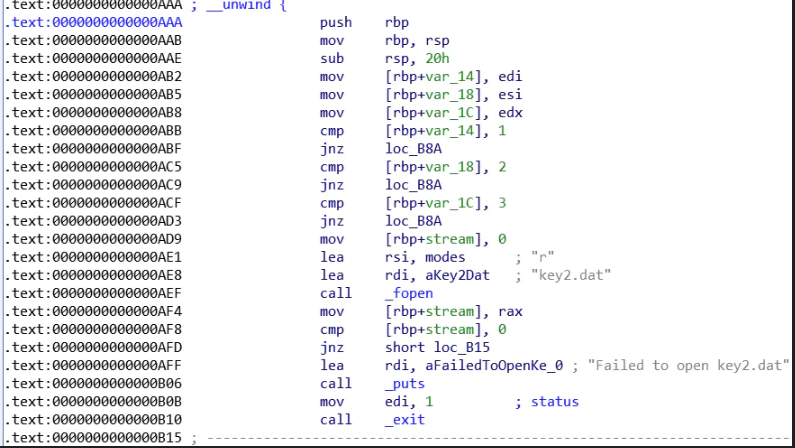 .text:0000000000000AAA ; __unwind {
.text:0000000000000AAA push rbp
.text:0000000000000AAB mov rbp, rsp
.text:0000000000000AAE sub rsp, 20h
.text:0000000000000AB2 mov [rbp+var_14], edi
.text:0000000000000AB5 mov [rbp+var_18], esi
.text:0000000000000AB8 mov [rbp+var_1C], edx
.text:0000000000000ABB cmp [rbp+var_14], 1
.text:0000000000000ABF jnz loc_B8A
.text:0000000000000AC5 cmp [rbp+var_18], 2
.text:0000000000000AC9 jnz loc_B8A
.text:0000000000000ACF cmp [rbp+var_1C], 3
.text:0000000000000AD3 jnz loc_B8A
.text:0000000000000AD9 mov [rbp+stream], 0
.text:0000000000000AE1 lea rsi, modes ; "r"
.text:0000000000000AE8 lea rdi, aKey2Dat ; "key2.dat"
.text:0000000000000AEF call _fopen
.text:0000000000000AF4 mov [rbp+stream], rax
.text:0000000000000AF8 cmp [rbp+stream], 0
.text:0000000000000AFD jnz short loc_B15
.text:0000000000000AFF lea rdi, aFailedToOpenKe_0 ; "Failed to open key2.dat"
.text:0000000000000B06 call _puts
.text:0000000000000B0B mov edi, 1 ; status
.text:0000000000000B10 call _exit
.text:0000000000000B15 ; ---------------------------------------------------------------------------